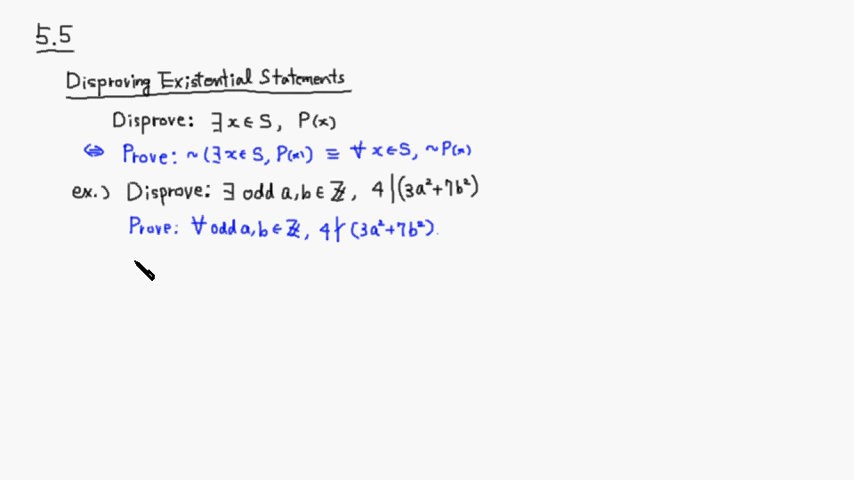 5.5
Disproving Existential Statements
Disprove: ∃ x ∈ S, P(x)
⇔ Prove: ~(∃ x ∈ S, P(x)) ≡ ∀ x ∈ S, ~P(x)
ex.) Disprove: ∃ odd a, b ∈ ℤ, 4 | (3a²+7b²)
Prove: ∀ odd a, b ∈ ℤ, 4 ∤ (3a²+7b²).